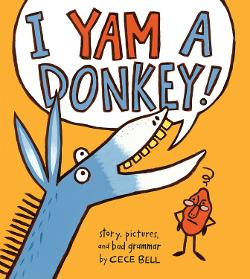 I YAM A
DONKEY!
story, pictures,
and bad grammar
by CECE BELL